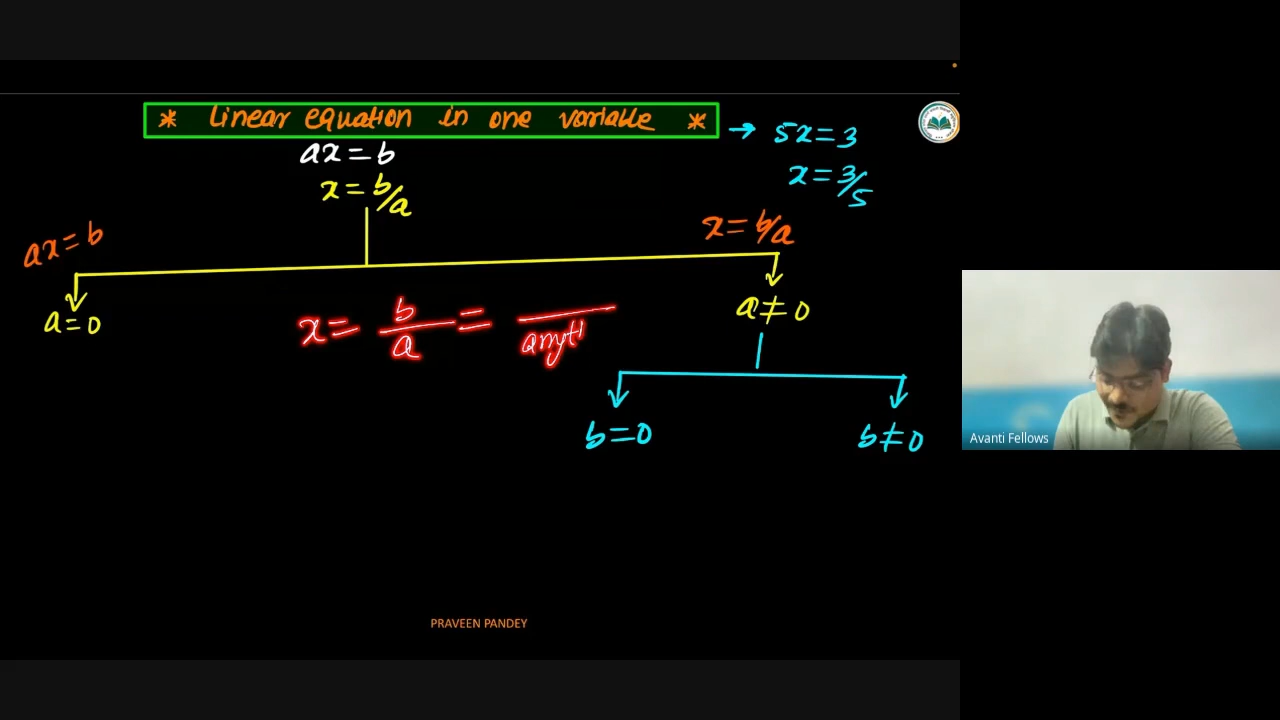 * Linear equation in one variable *
→ 5x = 3
ax = b
x = 3/5
x = b/a
ax = b
x = b/a
a = 0
x = b/a =
a ≠ 0
b = 0
b ≠ 0
Avanti Fellows
PRAVEEN PANDEY